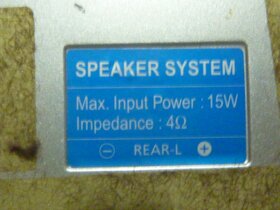 SPEAKER SYSTEM
Max. Input Power : 15W
Impedance : 4Ω
⊖ REAR-L ⊕